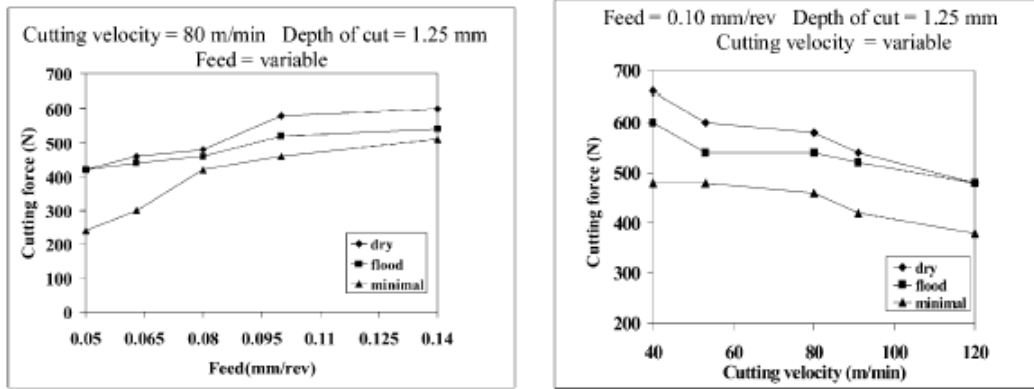 Cutting velocity = 80 m/min Depth of cut = 1.25 mm
Feed = variable
700
600
500
400
300
200
100
0
Cutting force (N)
dry
flood
minimal
0.05 0.065 0.08 0.095 0.11 0.125 0.14
Feed(mm/rev)
Feed = 0.10 mm/rev Depth of cut = 1.25 mm
Cutting velocity = variable
700
600
500
400
300
200
Cutting force (N)
dry
flood
minimal
40 60 80 100 120
Cutting velocity (m/min)